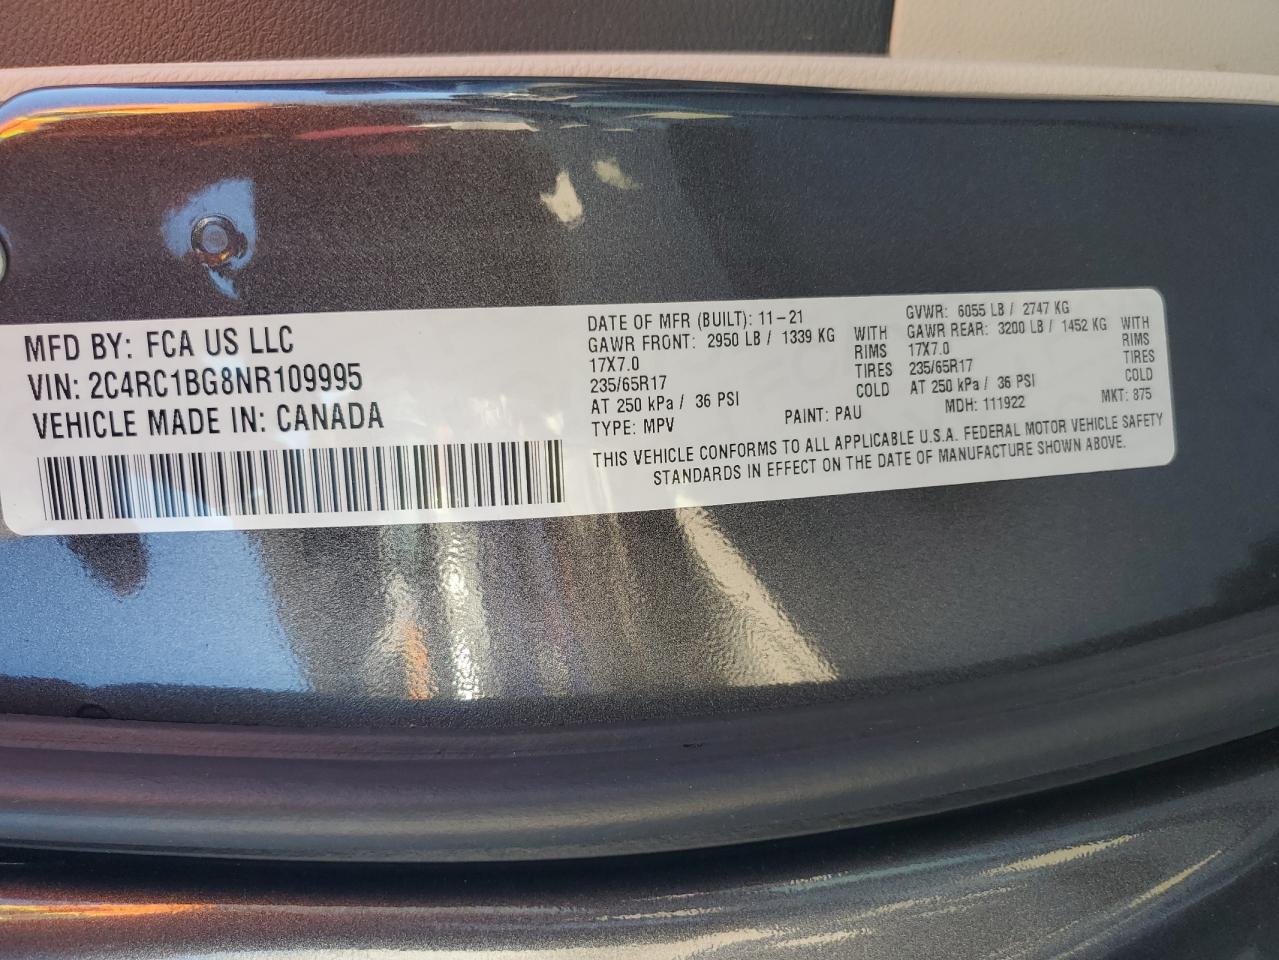 MFD BY: FCA US LLC
VIN: 2C4RC1BG8NR109995
VEHICLE MADE IN: CANADA
DATE OF MFR (BUILT): 11-21
GAWR FRONT: 2950 LB / 1339 KG WITH
17X7.0 RIMS
235/65R17 TIRES
AT 250 kPa / 36 PSI COLD
TYPE: MPV PAINT: PAU
GVWR: 6055 LB / 2747 KG
GAWR REAR: 3200 LB / 1452 KG WITH
17X7.0 RIMS
235/65R17 TIRES
AT 250 kPa / 36 PSI COLD
MDH: 111922 MKT: 875
THIS VEHICLE CONFORMS TO ALL APPLICABLE U.S.A. FEDERAL MOTOR VEHICLE SAFETY
STANDARDS IN EFFECT ON THE DATE OF MANUFACTURE SHOWN ABOVE.